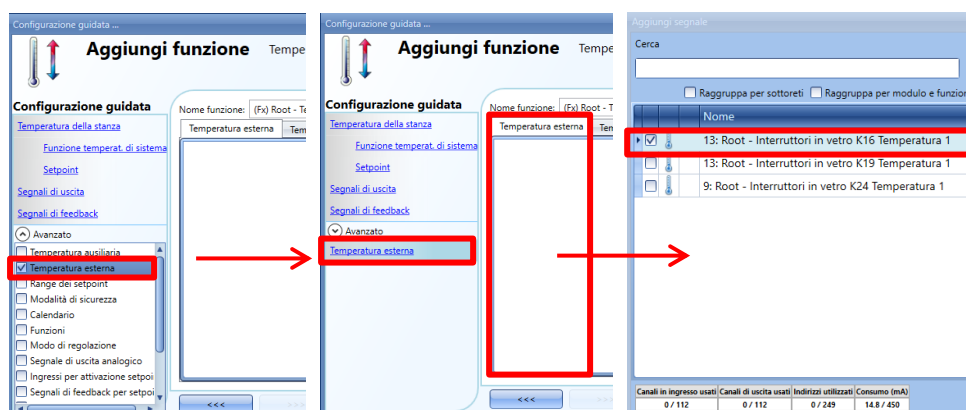 Configurazione guidata ...
Aggiungi funzione Tempe
Configurazione guidata
Temperatura della stanza
Funzione temperat. di sistema
Setpoint
Segnali di uscita
Segnali di feedback
Avanzato
Temperatura ausiliaria
Temperatura esterna
Range dei setpoint
Modalità di sicurezza
Calendario
Funzioni
Modo di regolazione
Segnale di uscita analogico
Ingressi per attivazione setpoi
Segnali di feedback per setpoi
Nome funzione: (Fx) Root - Te
Temperatura esterna Tem
<<<
Configurazione guidata ...
Aggiungi funzione Tempe
Configurazione guidata
Temperatura della stanza
Funzione temperat. di sistema
Setpoint
Segnali di uscita
Segnali di feedback
Avanzato
Temperatura esterna
Nome funzione: (Fx) Root - T
Temperatura esterna Ten
<<< >>>
Aggiungi segnale
Cerca
Raggruppa per sottoreti Raggruppa per modulo e funzior
Nome
13: Root - Interruttori in vetro K16 Temperatura 1
13: Root - Interruttori in vetro K19 Temperatura 1
9: Root - Interruttori in vetro K24 Temperatura 1
Canali in ingresso usati Canali di uscita usati Indirizzi utilizzati Consumo (mA)
0 / 112 0 / 112 0 / 249 14.8 / 450